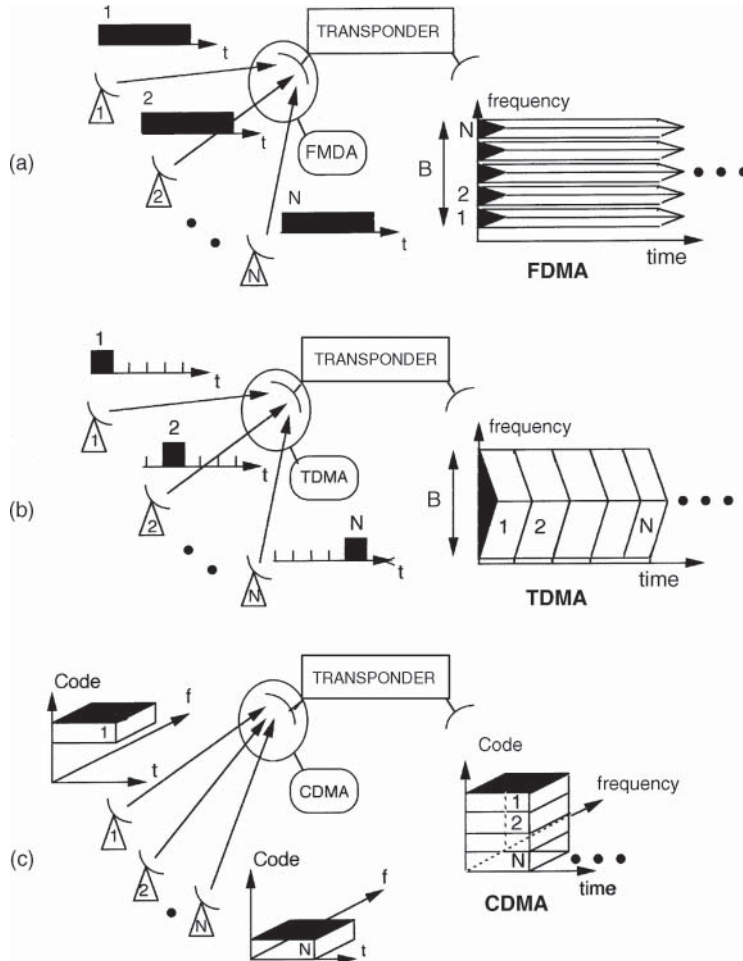 1
TRANSPONDER
t
1
2
t
FMDA
2
N
t
N
(a)
frequency
N
B
2
1
time
FDMA
1
TRANSPONDER
t
1
2
t
TDMA
2
N
t
N
(b)
frequency
B
1 2 N
time
TDMA
TRANSPONDER
Code
f
1
t
CDMA
1
2
N
(c)
Code
f
N
t
Code
frequency
1
2
N
time
CDMA